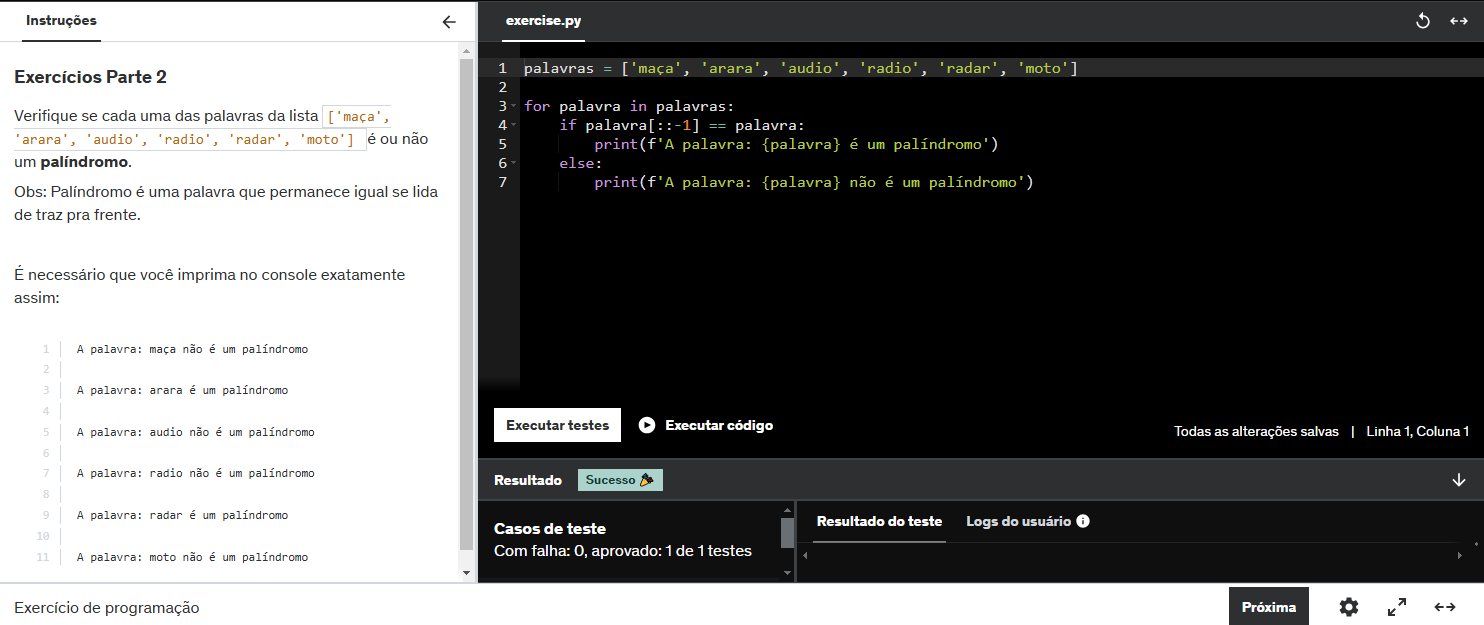 Instruções
Exercícios Parte 2
Verifique se cada uma das palavras da lista ['maça',
'arara', 'audio', 'radio', 'radar', 'moto'] é ou não
um palíndromo.
Obs: Palíndromo é uma palavra que permanece igual se lida
de traz pra frente.
É necessário que você imprima no console exatamente
assim:
1 A palavra: maça não é um palíndromo
2
3 A palavra: arara é um palíndromo
4
5 A palavra: audio não é um palíndromo
6
7 A palavra: radio não é um palíndromo
8
9 A palavra: radar é um palíndromo
10
11 A palavra: moto não é um palíndromo
exercise.py
1 palavras = ['maça', 'arara', 'audio', 'radio', 'radar', 'moto']
2
3 for palavra in palavras:
4     if palavra[::-1] == palavra:
5         print(f'A palavra: {palavra} é um palíndromo')
6     else:
7         print(f'A palavra: {palavra} não é um palíndromo')
Executar testes Executar código
Todas as alterações salvas | Linha 1, Coluna 1
Resultado Sucesso 🎉
Casos de teste
Com falha: 0, aprovado: 1 de 1 testes
Resultado do teste Logs do usuário
Exercício de programação
Próxima